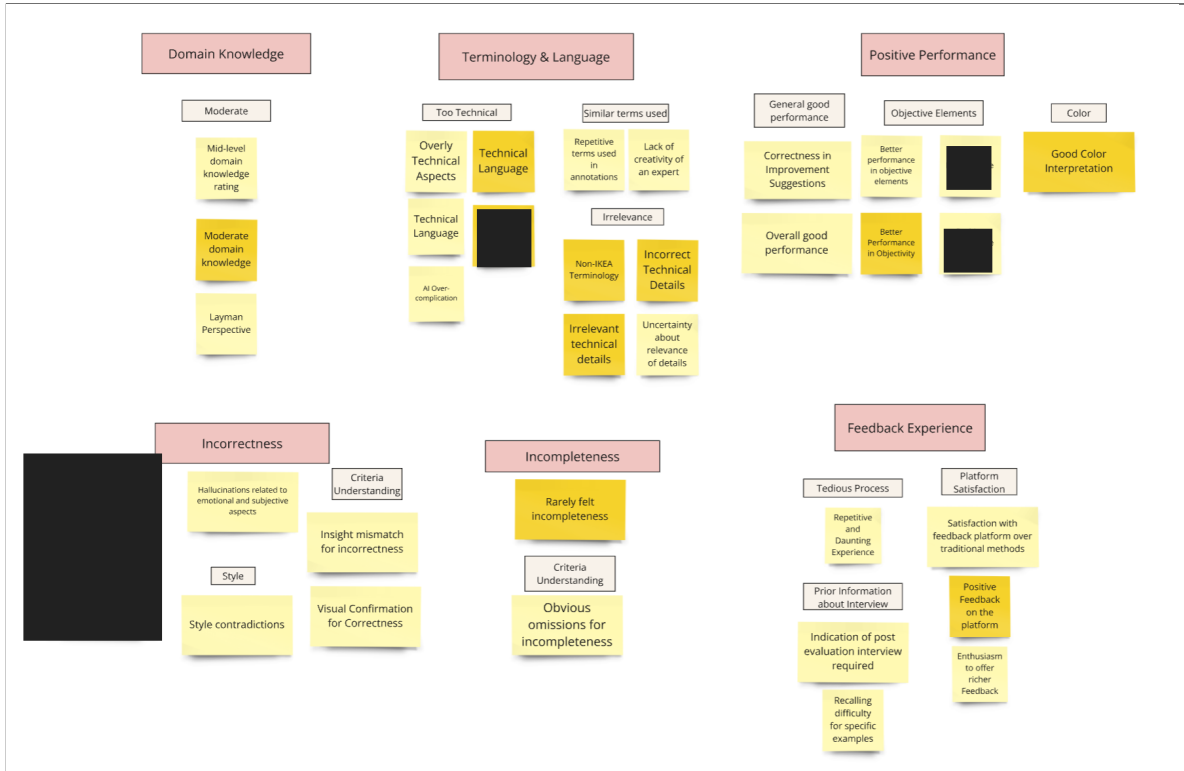 Domain Knowledge
Moderate
Mid-level
domain
knowledge
rating
Moderate
domain
knowledge
Layman
Perspective
Terminology & Language
Too Technical
Overly
Technical
Aspects
Technical
Language
Technical
Language
AI Over-
complication
Similar terms used
Repetitive
terms used
in
annotations
Lack of
creativity of
an expert
Irrelevance
Non-IKEA
Terminology
Incorrect
Technical
Details
Irrelevant
technical
details
Uncertainty
about
relevance
of details
Positive Performance
General good
performance
Correctness in
Improvement
Suggestions
Overall good
performance
Objective Elements
Better
performance
in objective
elements
Better
Performance
in Objectivity
Color
Good Color
Interpretation
Incorrectness
Hallucinations related to
emotional and subjective
aspects
Style
Style contradictions
Criteria
Understanding
Insight mismatch
for incorrectness
Visual Confirmation
for Correctness
Incompleteness
Rarely felt
incompleteness
Criteria
Understanding
Obvious
omissions for
incompleteness
Feedback Experience
Tedious Process
Repetitive
and
Daunting
Experience
Prior Information
about Interview
Indication of post
evaluation interview
required
Recalling
difficulty
for specific
examples
Platform
Satisfaction
Satisfaction with
feedback platform over
traditional methods
Positive
Feedback
on the
platform
Enthusiasm
to offer
richer
Feedback